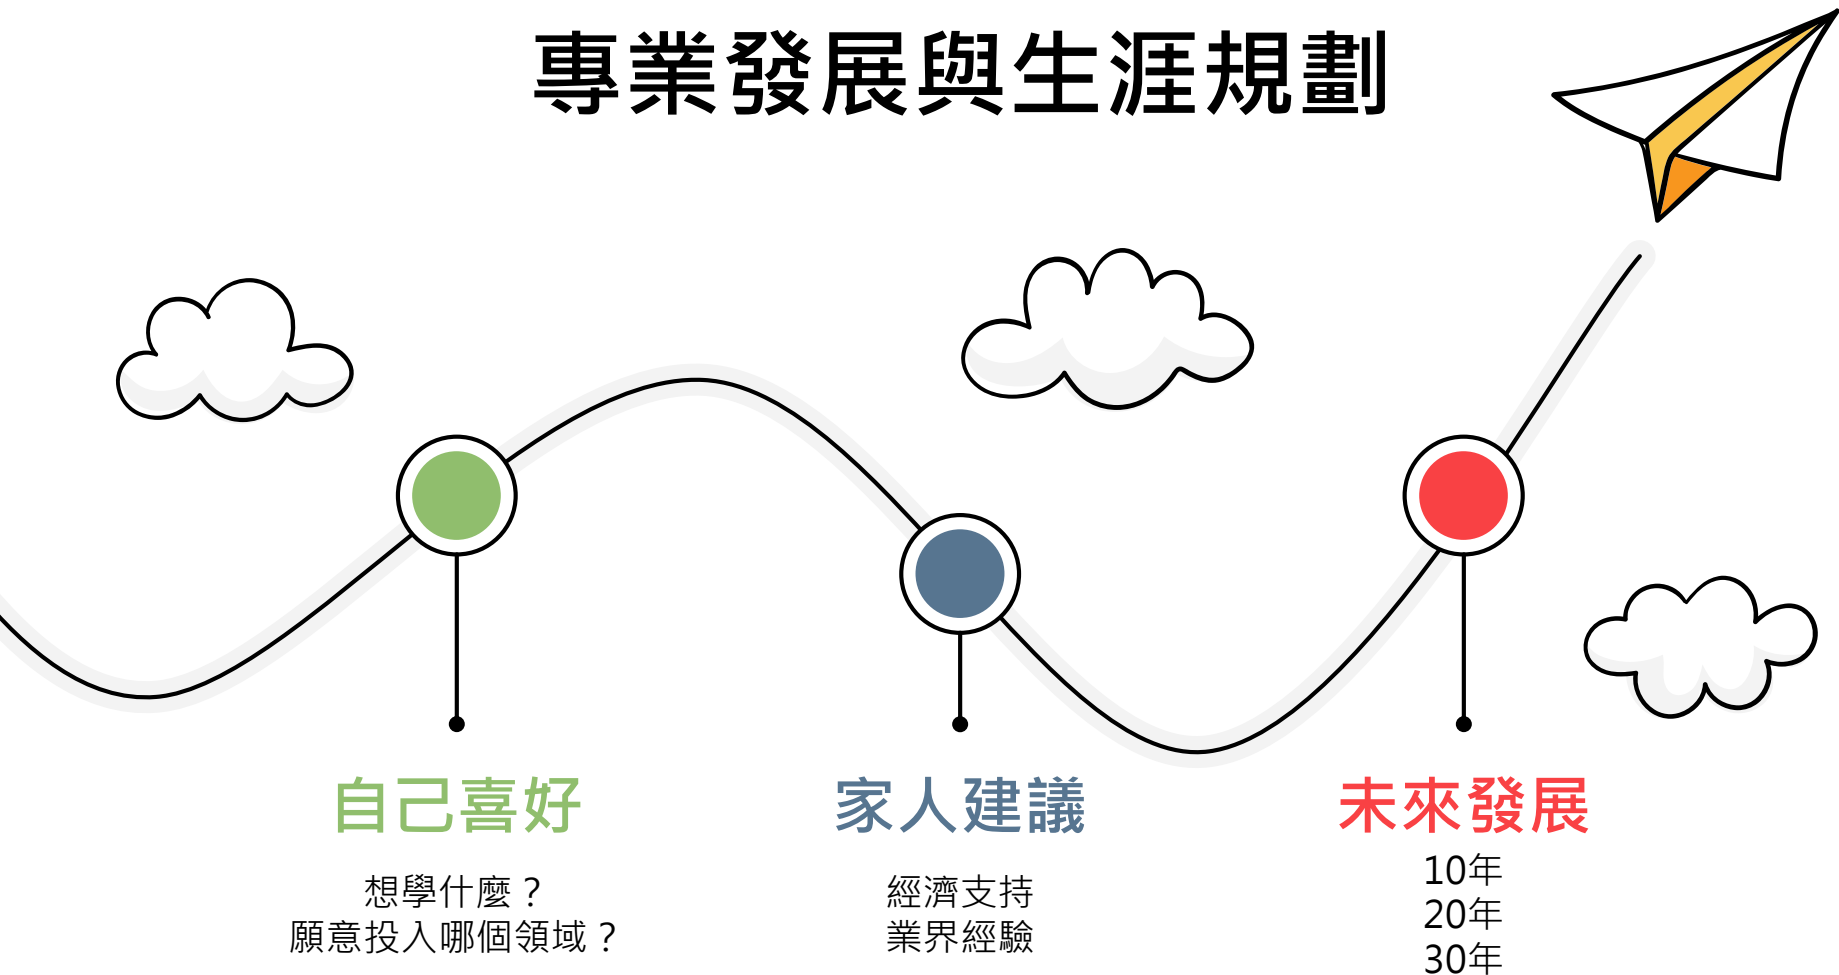 專業發展與生涯規劃
自己喜好
想學什麼？
願意投入哪個領域？
家人建議
經濟支持
業界經驗
未來發展
10年
20年
30年